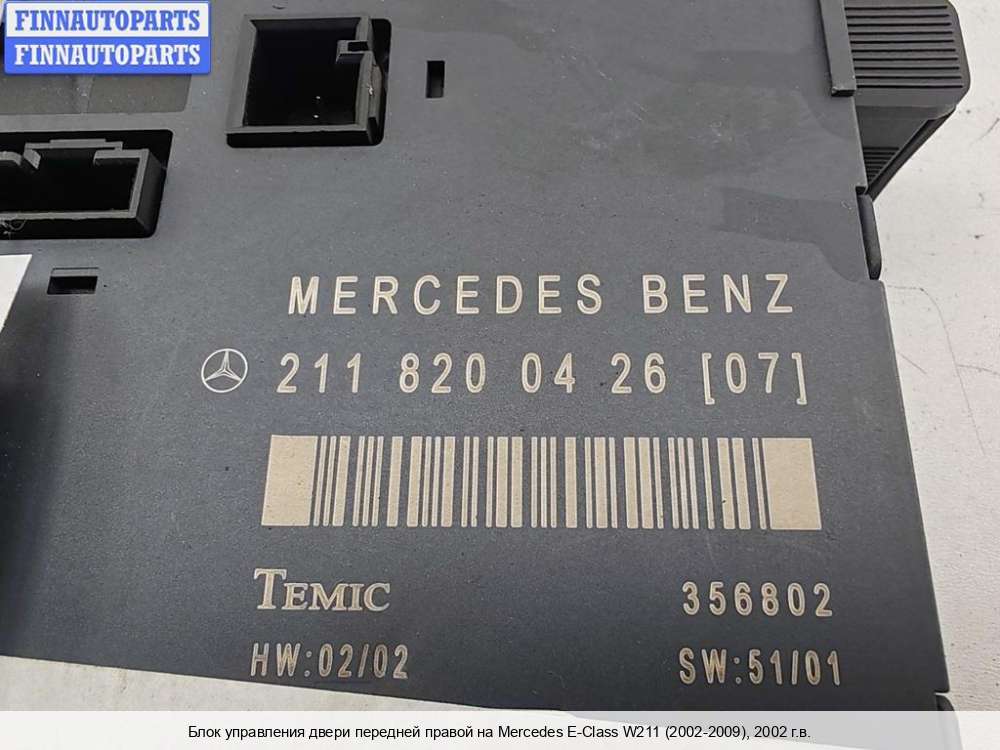 FINNAUTOPARTS
FINNAUTOPARTS
MERCEDES BENZ
211 820 04 26 [07]
TEMIC
356802
HW:02/02
SW:51/01
Блок управления двери передней правой на Mercedes E-Class W211 (2002-2009), 2002 г.в.